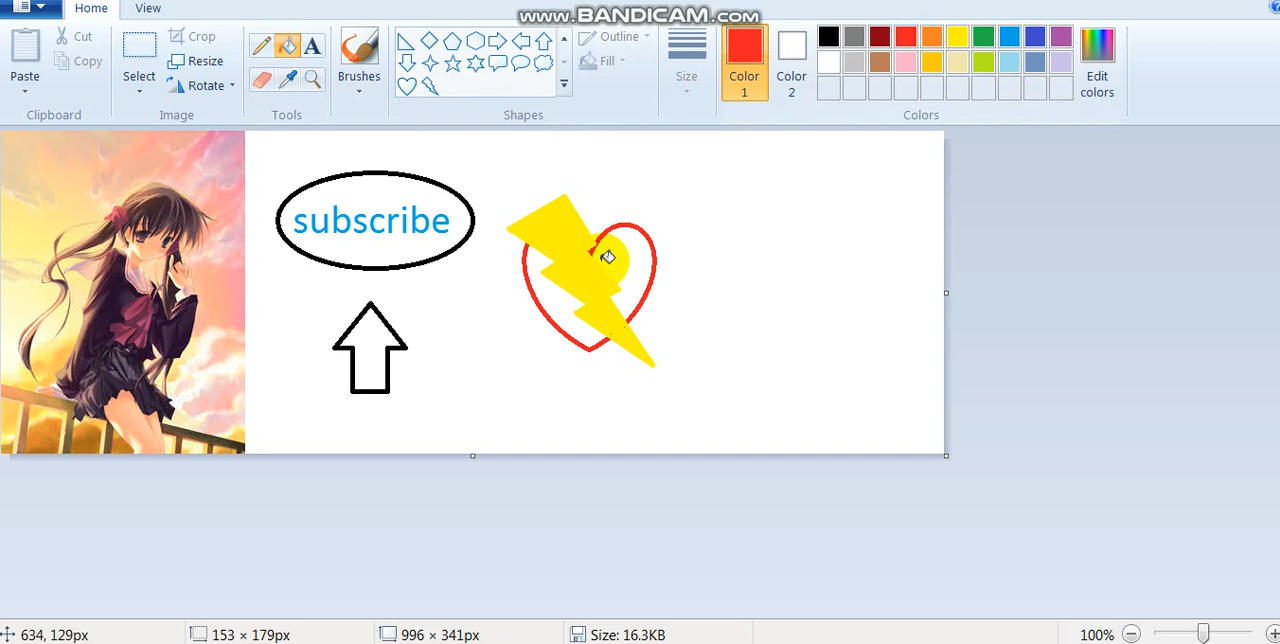 www.BANDICAM.com
Home View
Paste Cut Copy
Select Crop Resize Rotate
A
Brushes
Outline
Fill
Size
Color 1
Color 2
Edit colors
Clipboard Image Tools Shapes Colors
subscribe
634, 129px 153 × 179px 996 × 341px Size: 16.3KB 100%